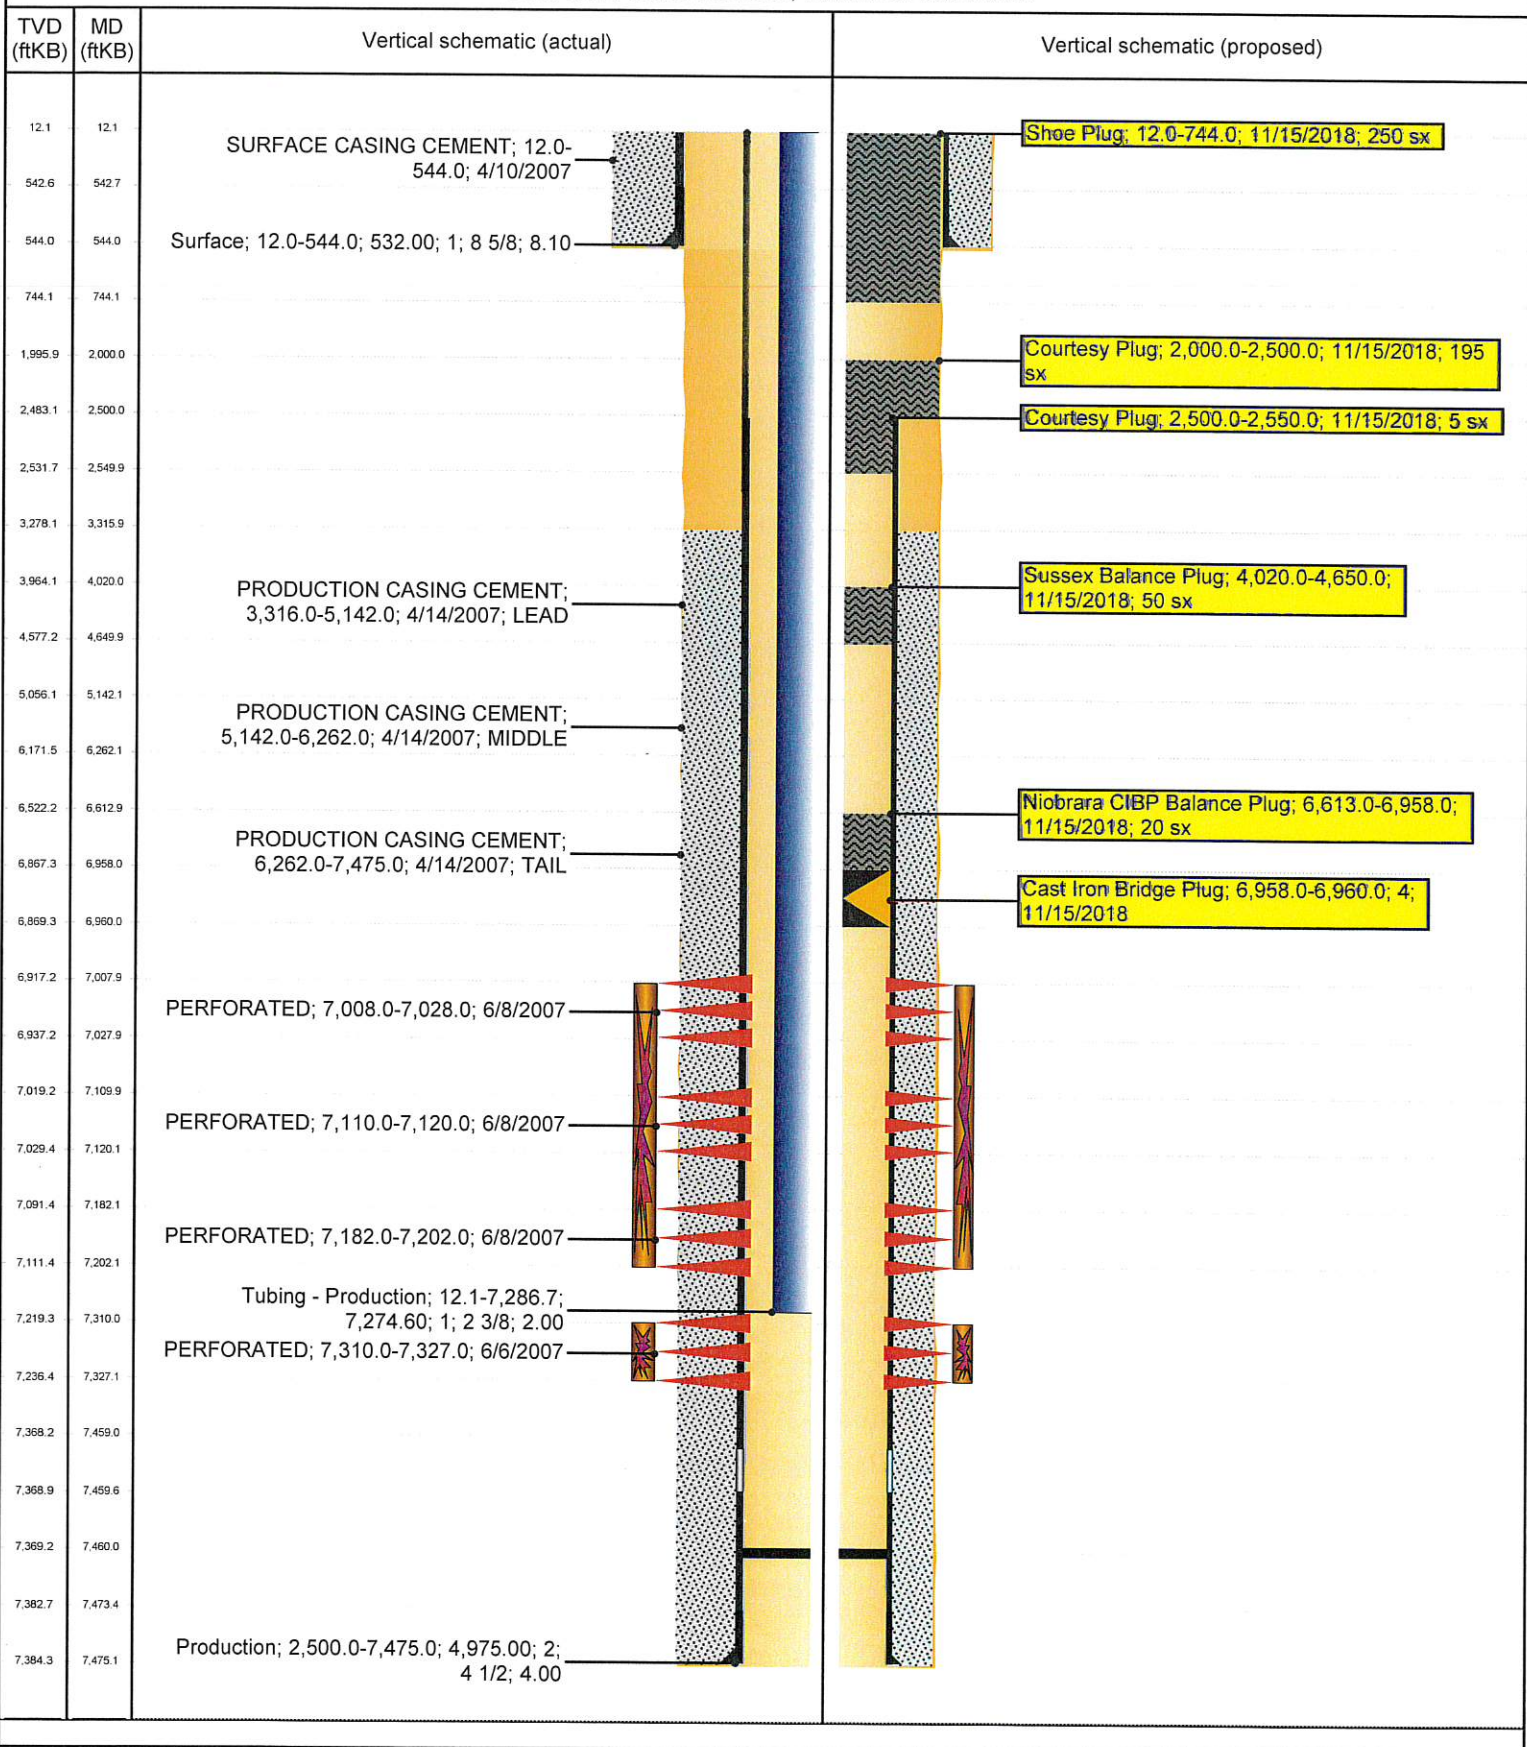 TVD (ftKB)
MD (ftKB)
Vertical schematic (actual)
Vertical schematic (proposed)
12.1 12.1
542.6 542.7
544.0 544.0
744.1 744.1
1,995.9 2,000.0
2,483.1 2,500.0
2,531.7 2,549.9
3,278.1 3,315.9
3,964.1 4,020.0
4,577.2 4,649.9
5,056.1 5,142.1
6,171.5 6,262.1
6,522.2 6,612.9
6,867.3 6,958.0
6,869.3 6,960.0
6,917.2 7,007.9
6,937.2 7,027.9
7,019.2 7,109.9
7,029.4 7,120.1
7,091.4 7,182.1
7,111.4 7,202.1
7,219.3 7,310.0
7,236.4 7,327.1
7,368.2 7,459.0
7,368.9 7,459.6
7,369.2 7,460.0
7,382.7 7,473.4
7,384.3 7,475.1
SURFACE CASING CEMENT; 12.0-
544.0; 4/10/2007
Surface; 12.0-544.0; 532.00; 1; 8 5/8; 8.10
PRODUCTION CASING CEMENT;
3,316.0-5,142.0; 4/14/2007; LEAD
PRODUCTION CASING CEMENT;
5,142.0-6,262.0; 4/14/2007; MIDDLE
PRODUCTION CASING CEMENT;
6,262.0-7,475.0; 4/14/2007; TAIL
PERFORATED; 7,008.0-7,028.0; 6/8/2007
PERFORATED; 7,110.0-7,120.0; 6/8/2007
PERFORATED; 7,182.0-7,202.0; 6/8/2007
Tubing - Production; 12.1-7,286.7;
7,274.60; 1; 2 3/8; 2.00
PERFORATED; 7,310.0-7,327.0; 6/6/2007
Production; 2,500.0-7,475.0; 4,975.00; 2;
4 1/2; 4.00
Shoe Plug; 12.0-744.0; 11/15/2018; 250 sx
Courtesy Plug; 2,000.0-2,500.0; 11/15/2018; 195
sx
Courtesy Plug; 2,500.0-2,550.0; 11/15/2018; 5 sx
Sussex Balance Plug; 4,020.0-4,650.0;
11/15/2018; 50 sx
Niobrara CIBP Balance Plug; 6,613.0-6,958.0;
11/15/2018; 20 sx
Cast Iron Bridge Plug; 6,958.0-6,960.0; 4;
11/15/2018